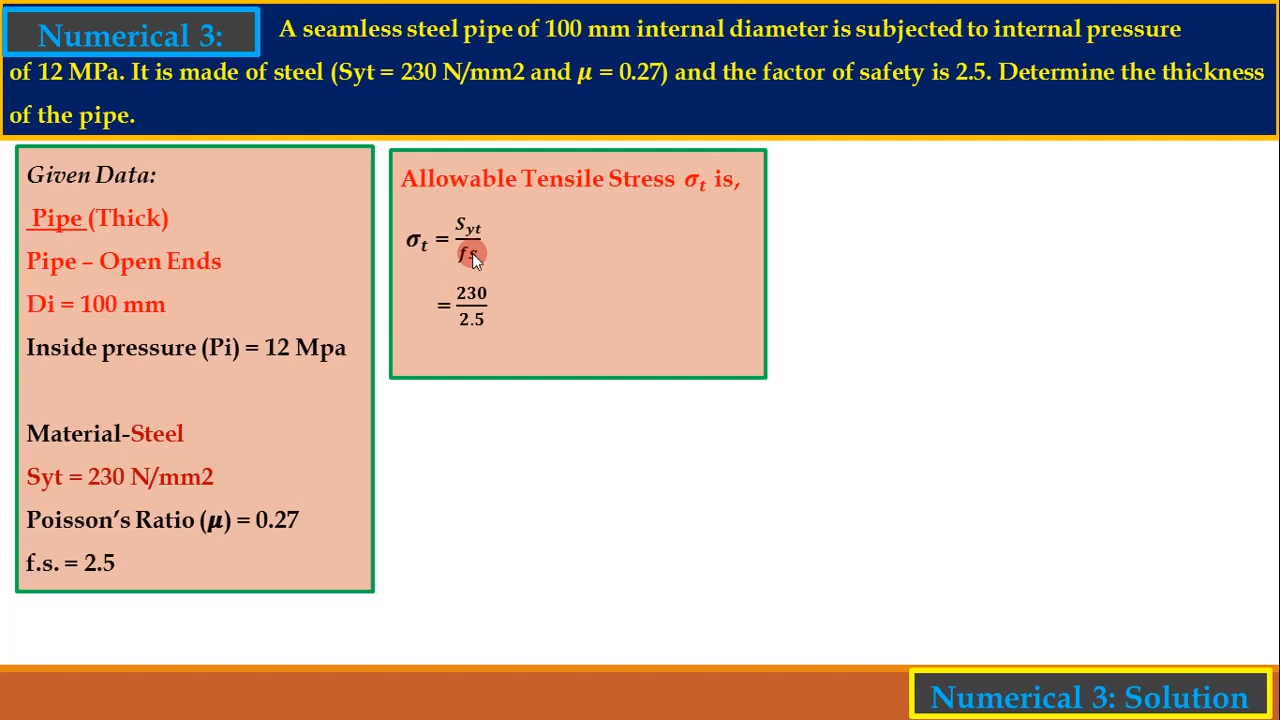 Numerical 3: A seamless steel pipe of 100 mm internal diameter is subjected to internal pressure
of 12 MPa. It is made of steel (Syt = 230 N/mm2 and μ = 0.27) and the factor of safety is 2.5. Determine the thickness
of the pipe.
Given Data:
Pipe (Thick)
Pipe – Open Ends
Di = 100 mm
Inside pressure (Pi) = 12 Mpa
Material-Steel
Syt = 230 N/mm2
Poisson’s Ratio (μ) = 0.27
f.s. = 2.5
Allowable Tensile Stress σt is,
σt = Syt / fs
= 230 / 2.5
Numerical 3: Solution